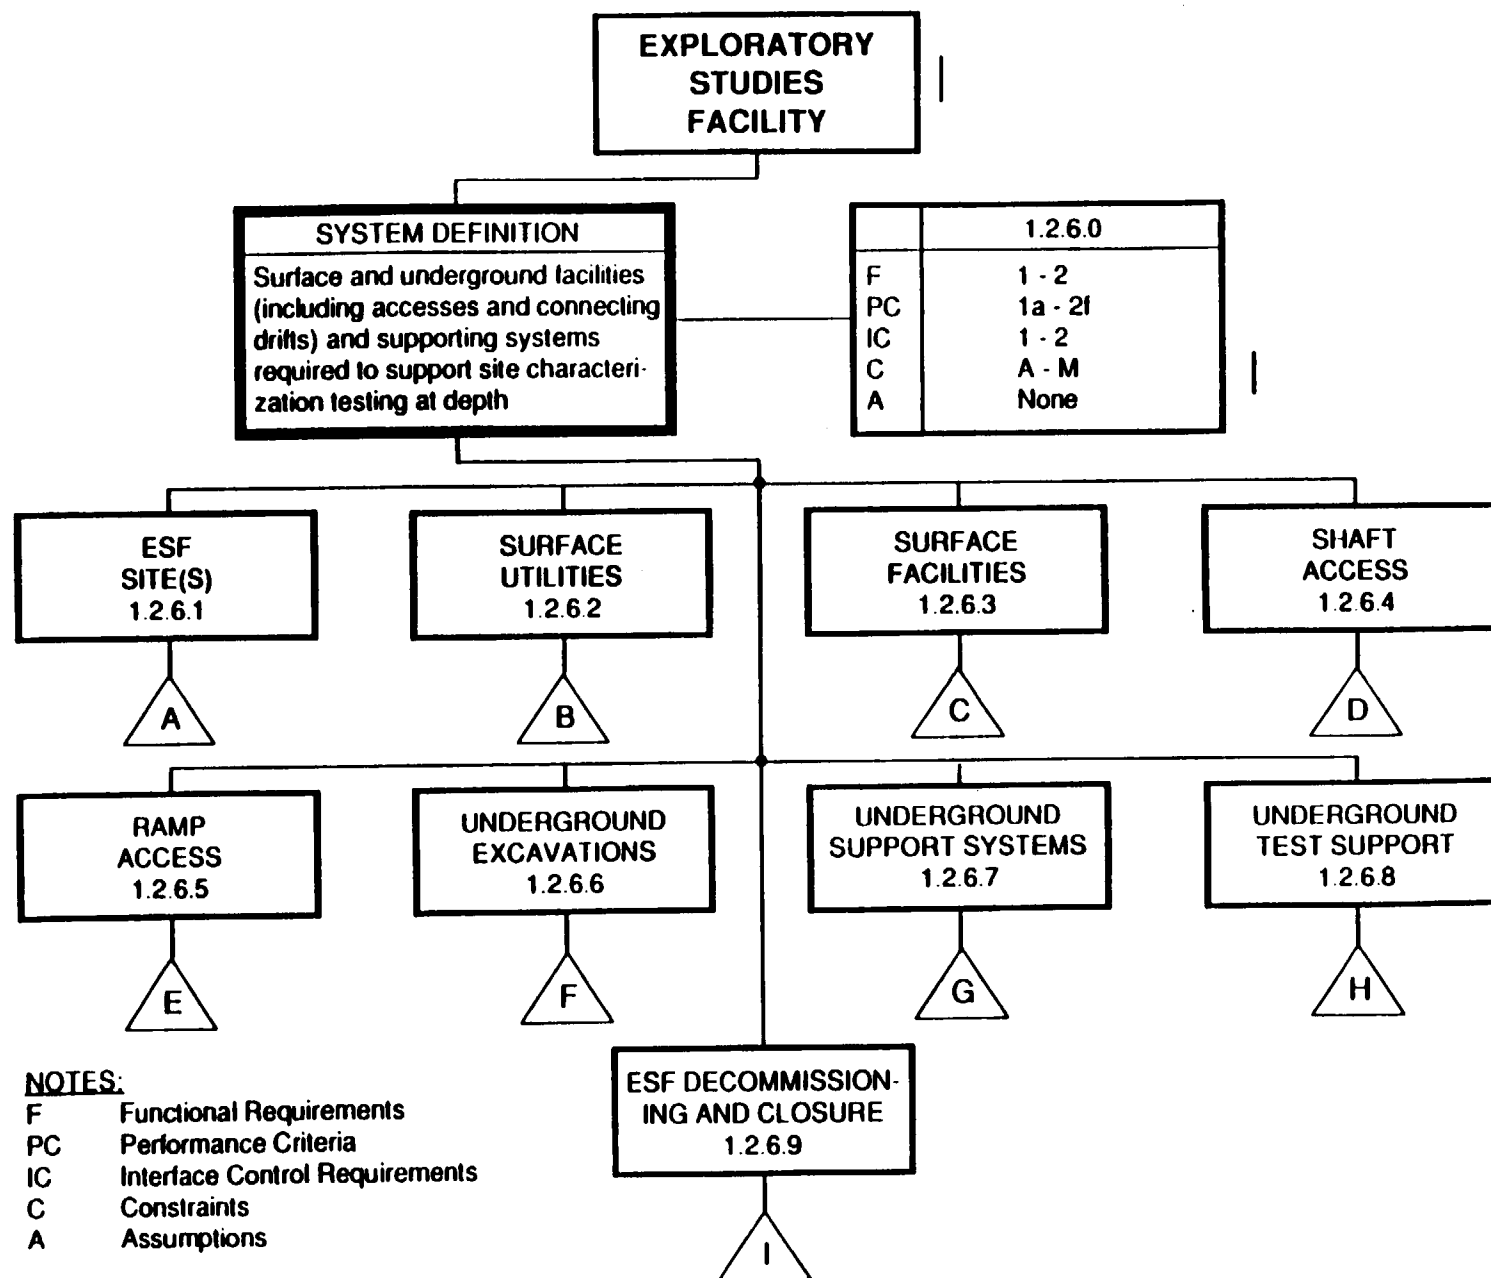 EXPLORATORY
STUDIES
FACILITY
SYSTEM DEFINITION
Surface and underground facilities
(including accesses and connecting
drifts) and supporting systems
required to support site characteri-
zation testing at depth
1.2.6.0
F 1 - 2
PC 1a - 2f
IC 1 - 2
C A - M
A None
ESF
SITE(S)
1.2.6.1
SURFACE
UTILITIES
1.2.6.2
SURFACE
FACILITIES
1.2.6.3
SHAFT
ACCESS
1.2.6.4
A
B
C
D
RAMP
ACCESS
1.2.6.5
UNDERGROUND
EXCAVATIONS
1.2.6.6
UNDERGROUND
SUPPORT SYSTEMS
1.2.6.7
UNDERGROUND
TEST SUPPORT
1.2.6.8
E
F
G
H
ESF DECOMMISSION-
ING AND CLOSURE
1.2.6.9
I
NOTES:
F Functional Requirements
PC Performance Criteria
IC Interface Control Requirements
C Constraints
A Assumptions